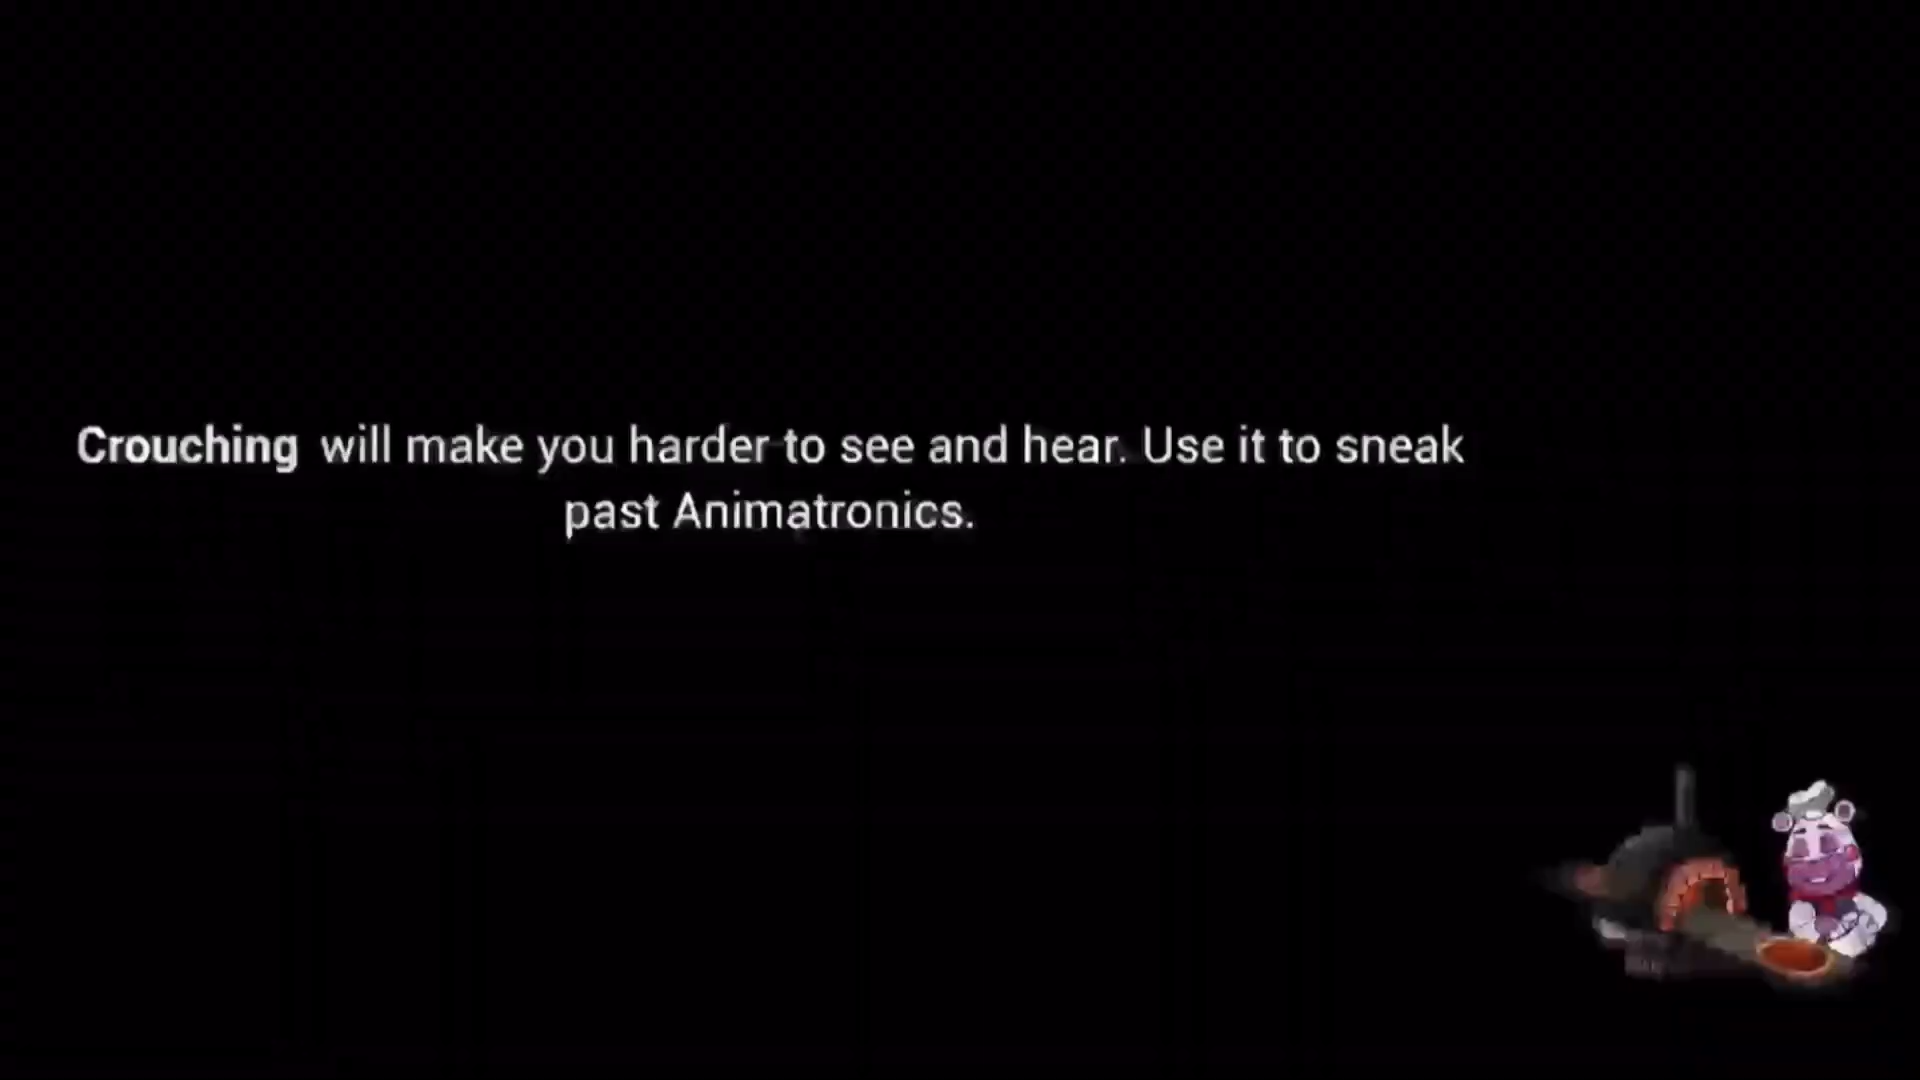 Crouching will make you harder to see and hear. Use it to sneak
past Animatronics.